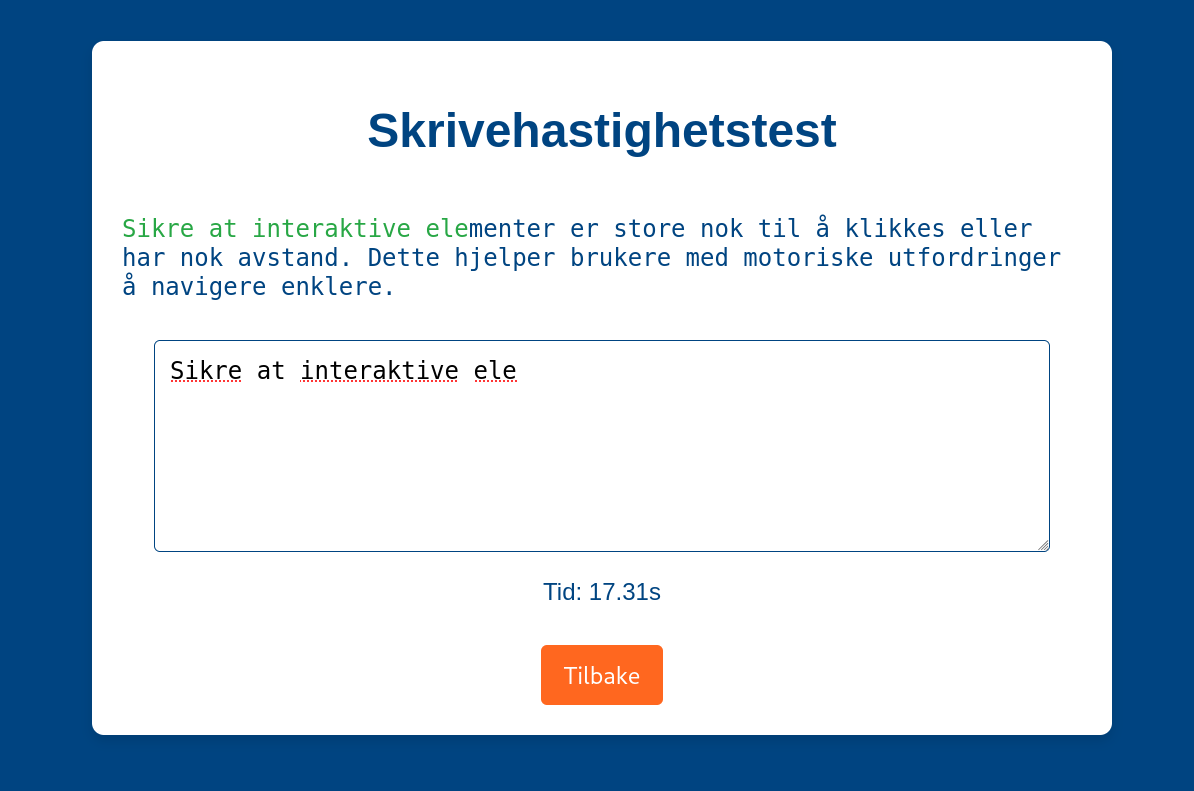 Skrivehastighetstest
Sikre at interaktive elementer er store nok til å klikkes eller
har nok avstand. Dette hjelper brukere med motoriske utfordringer
å navigere enklere.
Sikre at interaktive ele
Tid: 17.31s
Tilbake